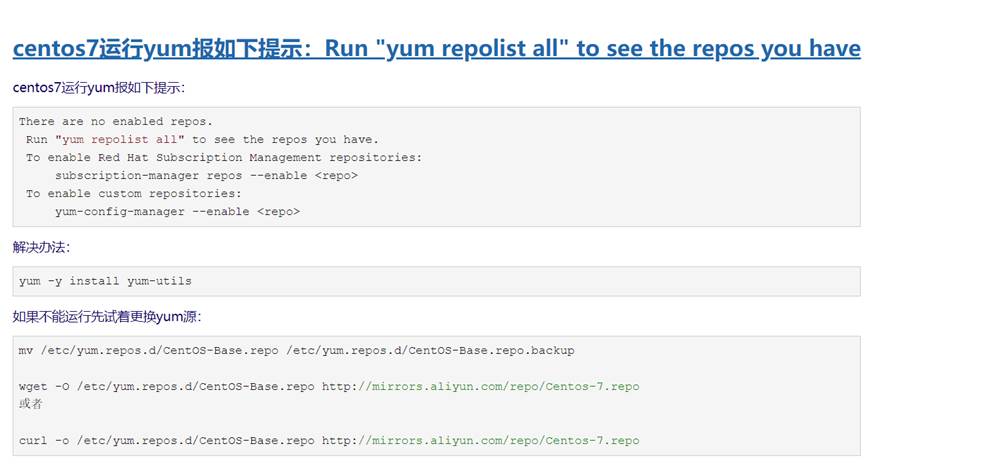 centos7运行yum报如下提示：Run "yum repolist all" to see the repos you have
centos7运行yum报如下提示：
There are no enabled repos.
Run "yum repolist all" to see the repos you have.
To enable Red Hat Subscription Management repositories:
subscription-manager repos --enable <repo>
To enable custom repositories:
yum-config-manager --enable <repo>
解决办法：
yum -y install yum-utils
如果不能运行先试着更换yum源：
mv /etc/yum.repos.d/CentOS-Base.repo /etc/yum.repos.d/CentOS-Base.repo.backup
wget -O /etc/yum.repos.d/CentOS-Base.repo http://mirrors.aliyun.com/repo/Centos-7.repo
或者
curl -o /etc/yum.repos.d/CentOS-Base.repo http://mirrors.aliyun.com/repo/Centos-7.repo